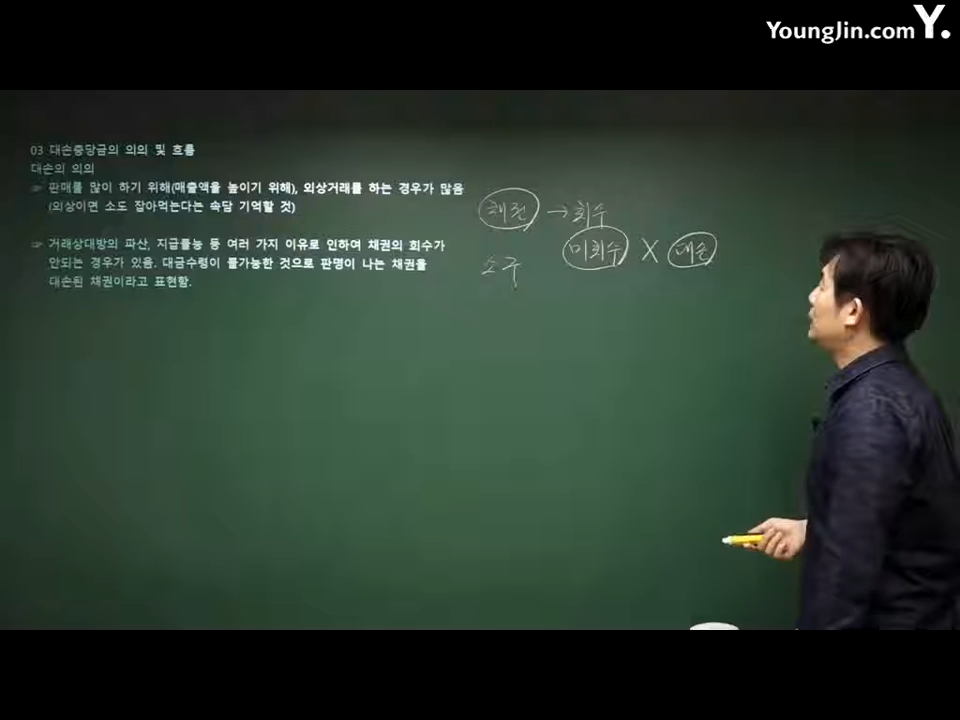 YoungJin.com Y.
03 대손충당금의 의의 및 흐름
대손의 의의
☞ 판매를 많이 하기 위해(매출액을 높이기 위해), 외상거래를 하는 경우가 많음
(외상이면 소도 잡아먹는다는 속담 기억할 것)
☞ 거래상대방의 파산, 지급불능 등 여러 가지 이유로 인하여 채권의 회수가
안되는 경우가 있음. 대금수령이 불가능한 것으로 판명이 나는 채권을
대손된 채권이라고 표현함.
채권 → 회수
미회수 X 대손
소구